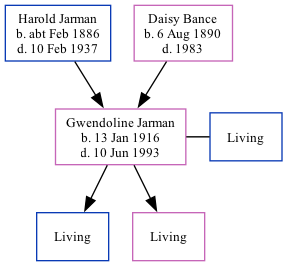 Harold Jarman
b. abt Feb 1886
d. 10 Feb 1937
Daisy Bance
b. 6 Aug 1890
d. 1983
Gwendoline Jarman
b. 13 Jan 1916
d. 10 Jun 1993
Living
Living
Living